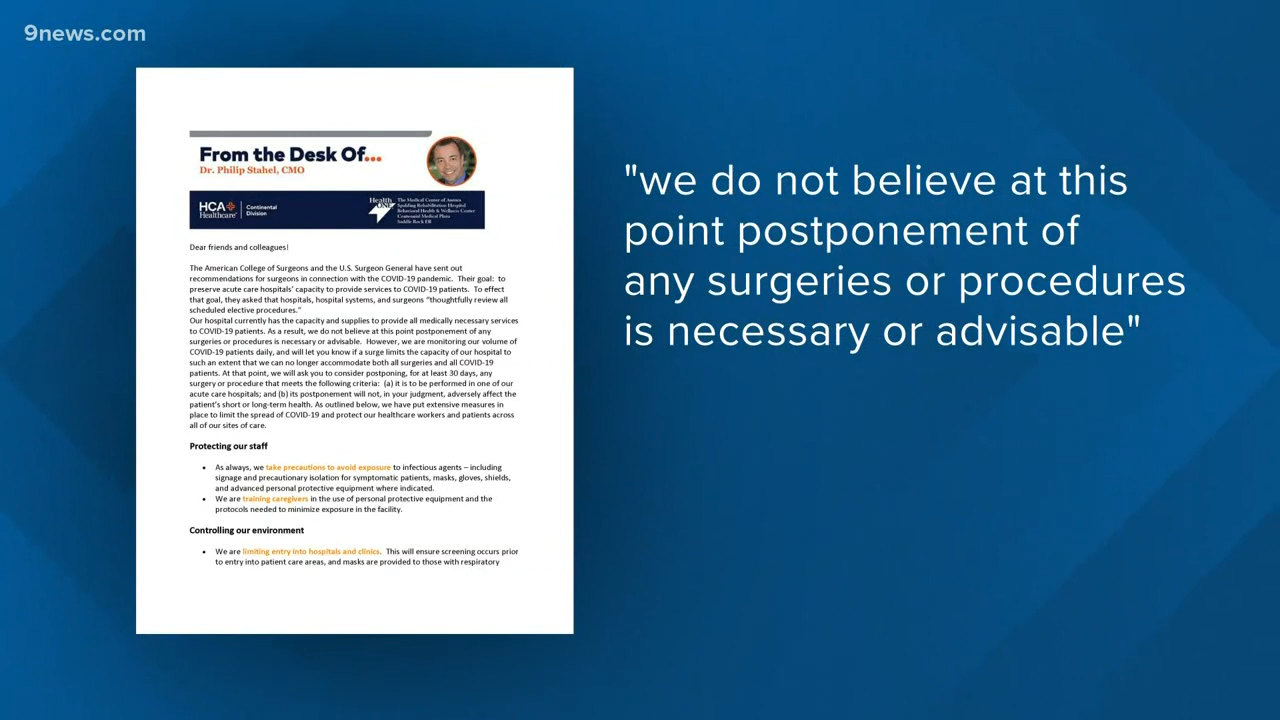 9news.com
From the Desk Of...
Dr. Philip Stahel, CMO
HCA
Healthcare
Continental
Division
Health
ONE
The Medical Center of Aurora
Spalding Rehabilitation Hospital
Behavioral Health & Wellness Center
Centennial Medical Plaza
Saddle Rock ER
Dear friends and colleagues!
The American College of Surgeons and the U.S. Surgeon General have sent out
recommendations for surgeons in connection with the COVID-19 pandemic. Their goal: to
preserve acute care hospitals' capacity to provide services to COVID-19 patients. To effect
that goal, they asked that hospitals, hospital systems, and surgeons "thoughtfully review all
scheduled elective procedures."
Our hospital currently has the capacity and supplies to provide all medically necessary services
to COVID-19 patients. As a result, we do not believe at this point postponement of any
surgeries or procedures is necessary or advisable. However, we are monitoring our volume of
COVID-19 patients daily, and will let you know if a surge limits the capacity of our hospital to
such an extent that we can no longer accommodate both all surgeries and all COVID-19
patients. At that point, we will ask you to consider postponing, for at least 30 days, any
surgery or procedure that meets the following criteria: (a) it is to be performed in one of our
acute care hospitals; and (b) its postponement will not, in your judgment, adversely affect the
patient's short or long-term health. As outlined below, we have put extensive measures in
place to limit the spread of COVID-19 and protect our healthcare workers and patients across
all of our sites of care.
Protecting our staff
• As always, we take precautions to avoid exposure to infectious agents – including
signage and precautionary isolation for symptomatic patients, masks, gloves, shields,
and advanced personal protective equipment where indicated.
• We are training caregivers in the use of personal protective equipment and the
protocols needed to minimize exposure in the facility.
Controlling our environment
• We are limiting entry into hospitals and clinics. This will ensure screening occurs prior
to entry into patient care areas, and masks are provided to those with respiratory
"we do not believe at this
point postponement of
any surgeries or procedures
is necessary or advisable"